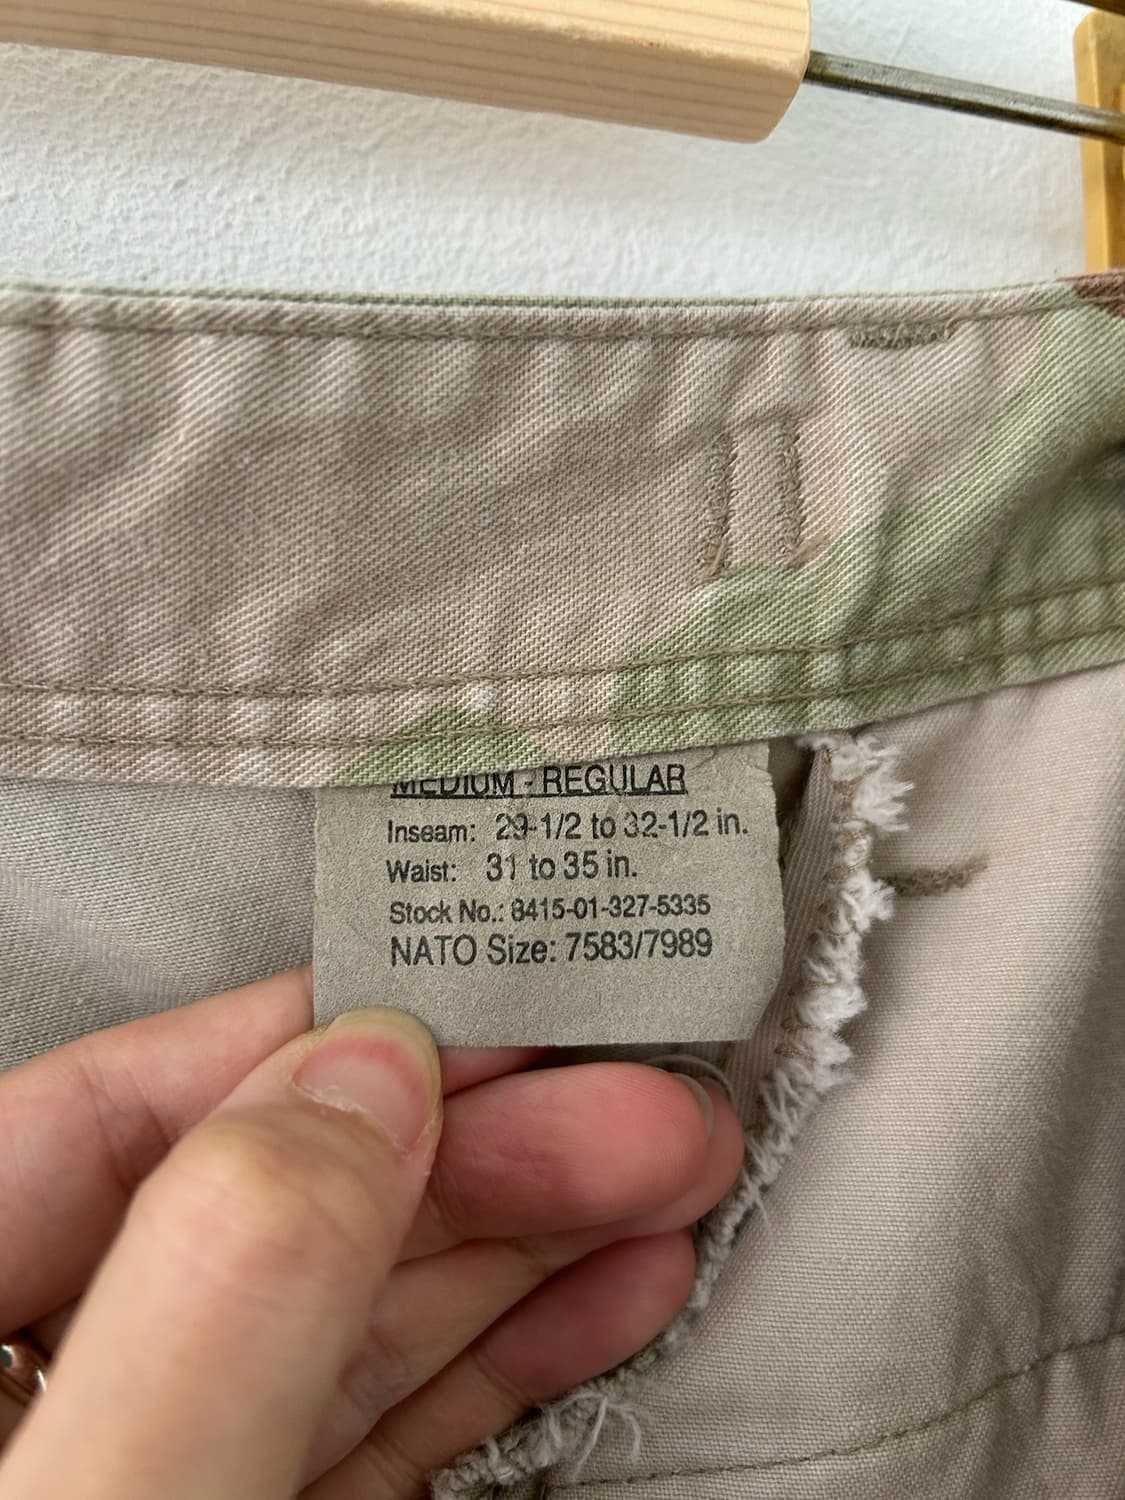 MEDIUM - REGULAR
Inseam: 29-1/2 to 32-1/2 in.
Waist: 31 to 35 in.
Stock No.: 8415-01-327-5335
NATO Size: 7583/7989